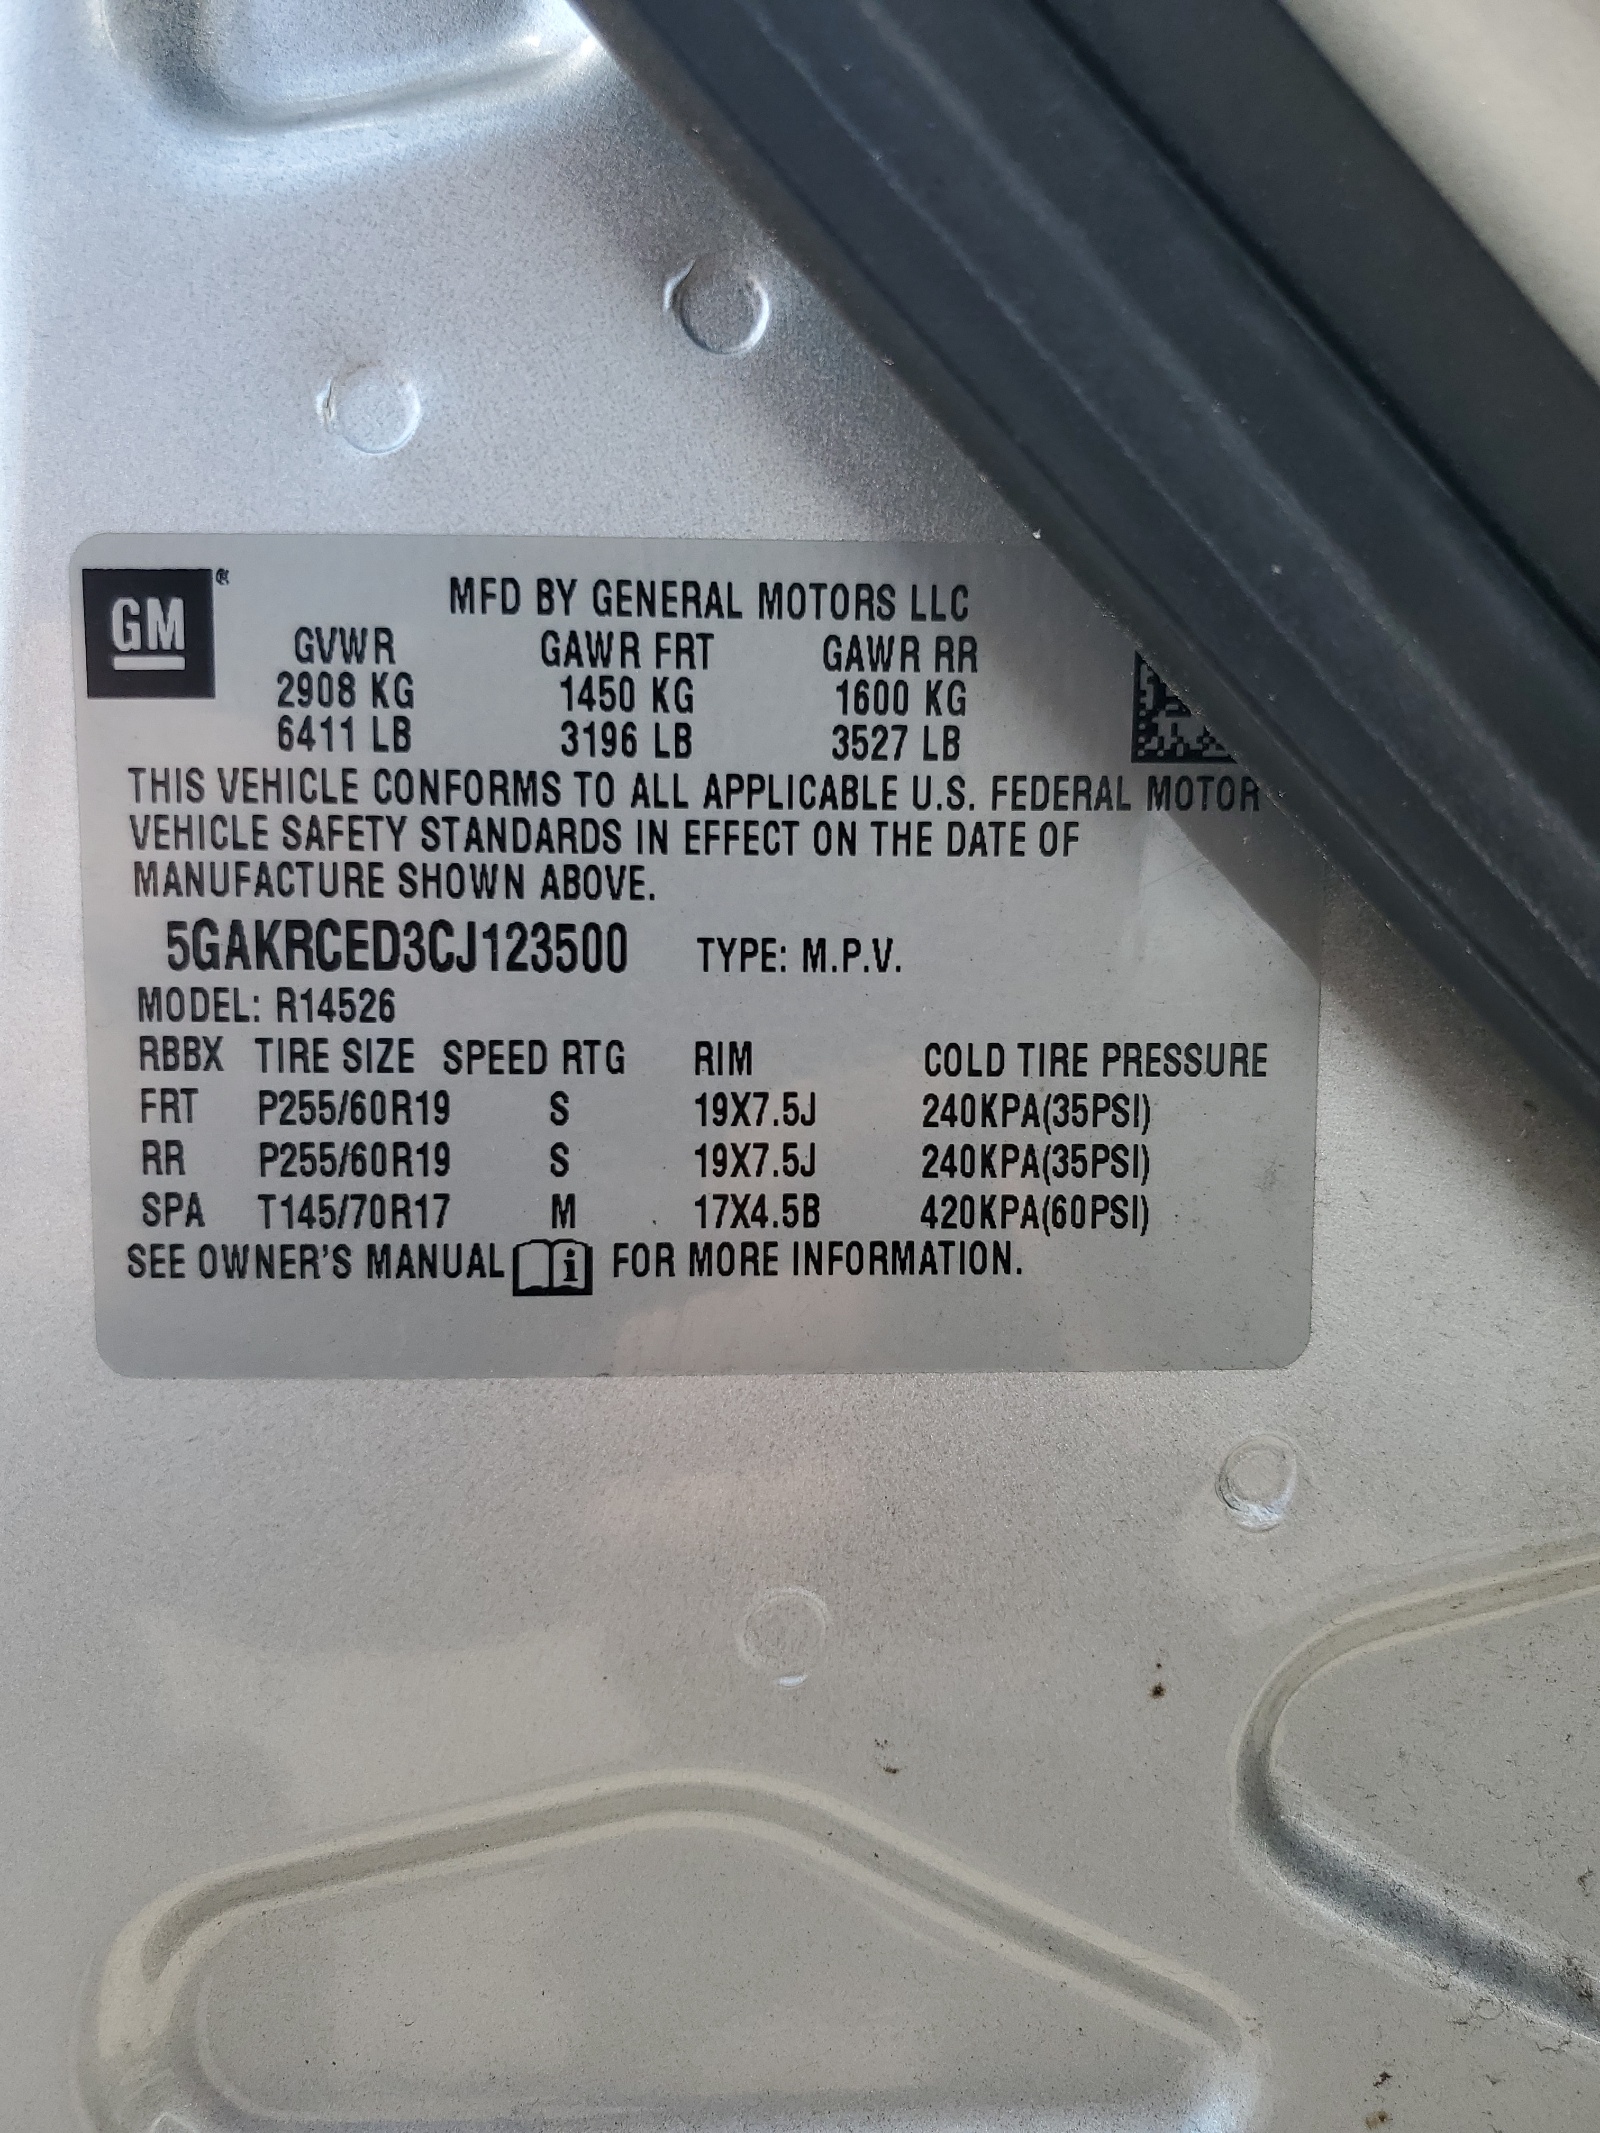 GM ®
MFD BY GENERAL MOTORS LLC
GVWR GAWR FRT GAWR RR
2908 KG 1450 KG 1600 KG
6411 LB 3196 LB 3527 LB
THIS VEHICLE CONFORMS TO ALL APPLICABLE U.S. FEDERAL MOTOR
VEHICLE SAFETY STANDARDS IN EFFECT ON THE DATE OF
MANUFACTURE SHOWN ABOVE.
5GAKRCED3CJ123500 TYPE: M.P.V.
MODEL: R14526
RBBX TIRE SIZE SPEED RTG RIM COLD TIRE PRESSURE
FRT P255/60R19 S 19X7.5J 240KPA(35PSI)
RR P255/60R19 S 19X7.5J 240KPA(35PSI)
SPA T145/70R17 M 17X4.5B 420KPA(60PSI)
SEE OWNER'S MANUAL i FOR MORE INFORMATION.